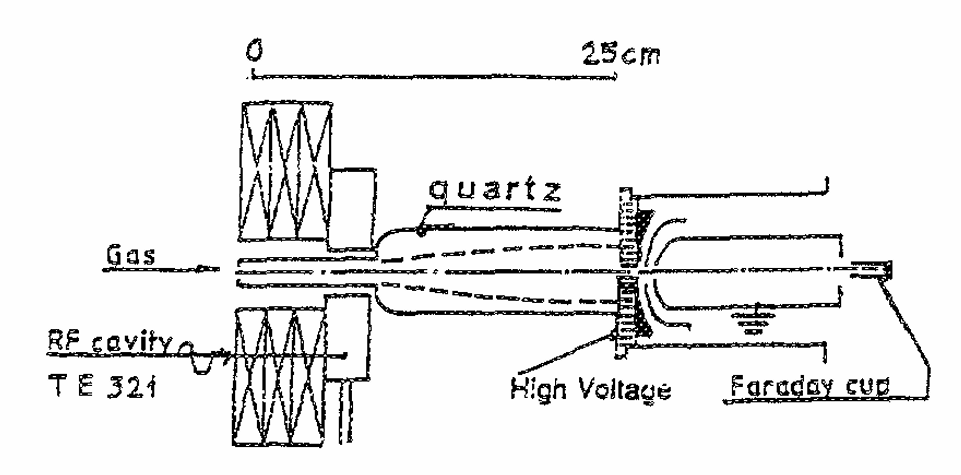 0 25cm
quartz
Gas
RF cavity
TE 321
High Voltage
Faraday cup